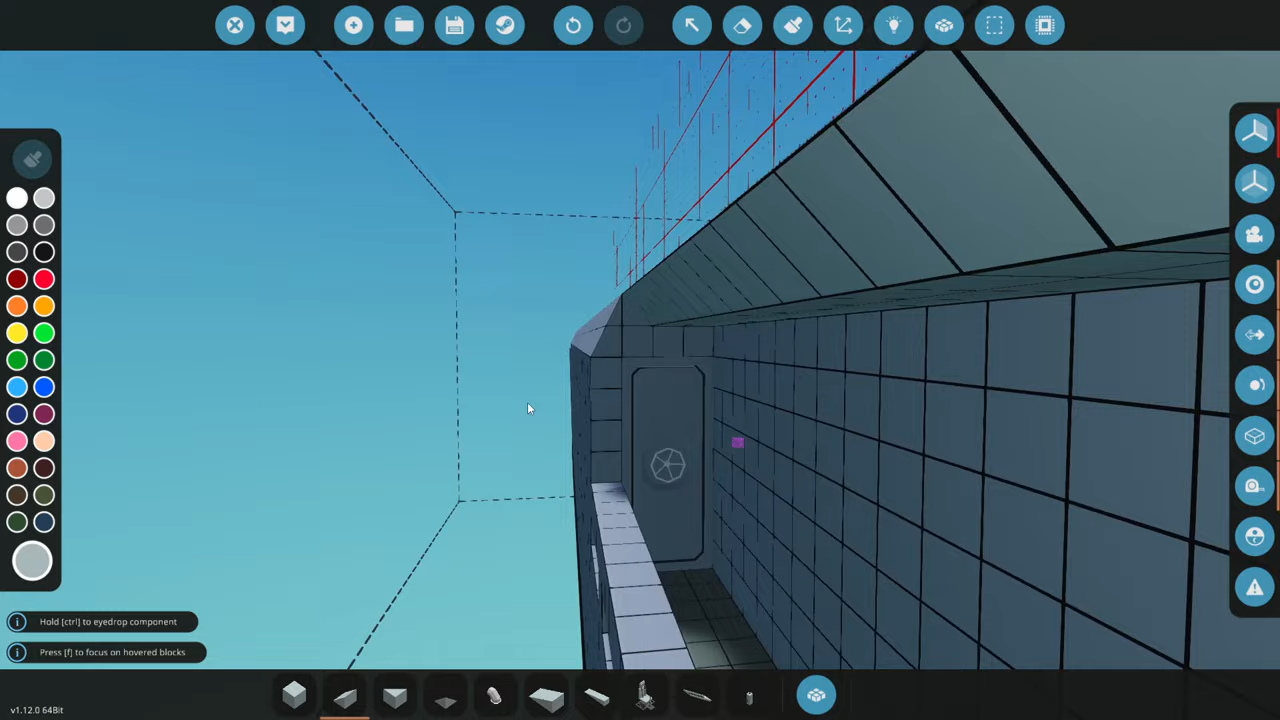 Hold [ctrl] to eyedrop component
Press [f] to focus on hovered blocks
v1.12.0 64Bit